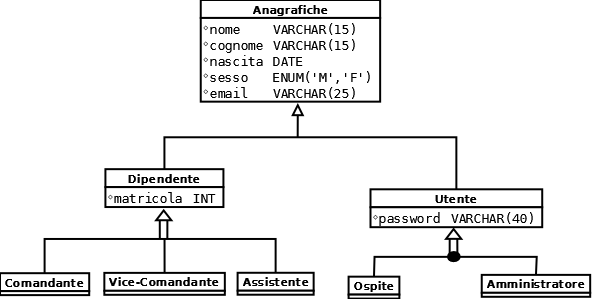 Anagrafiche
nome VARCHAR(15)
cognome VARCHAR(15)
nascita DATE
sesso ENUM('M','F')
email VARCHAR(25)
Dipendente
matricola INT
Utente
password VARCHAR(40)
Comandante
Vice-Comandante
Assistente
Ospite
Amministratore